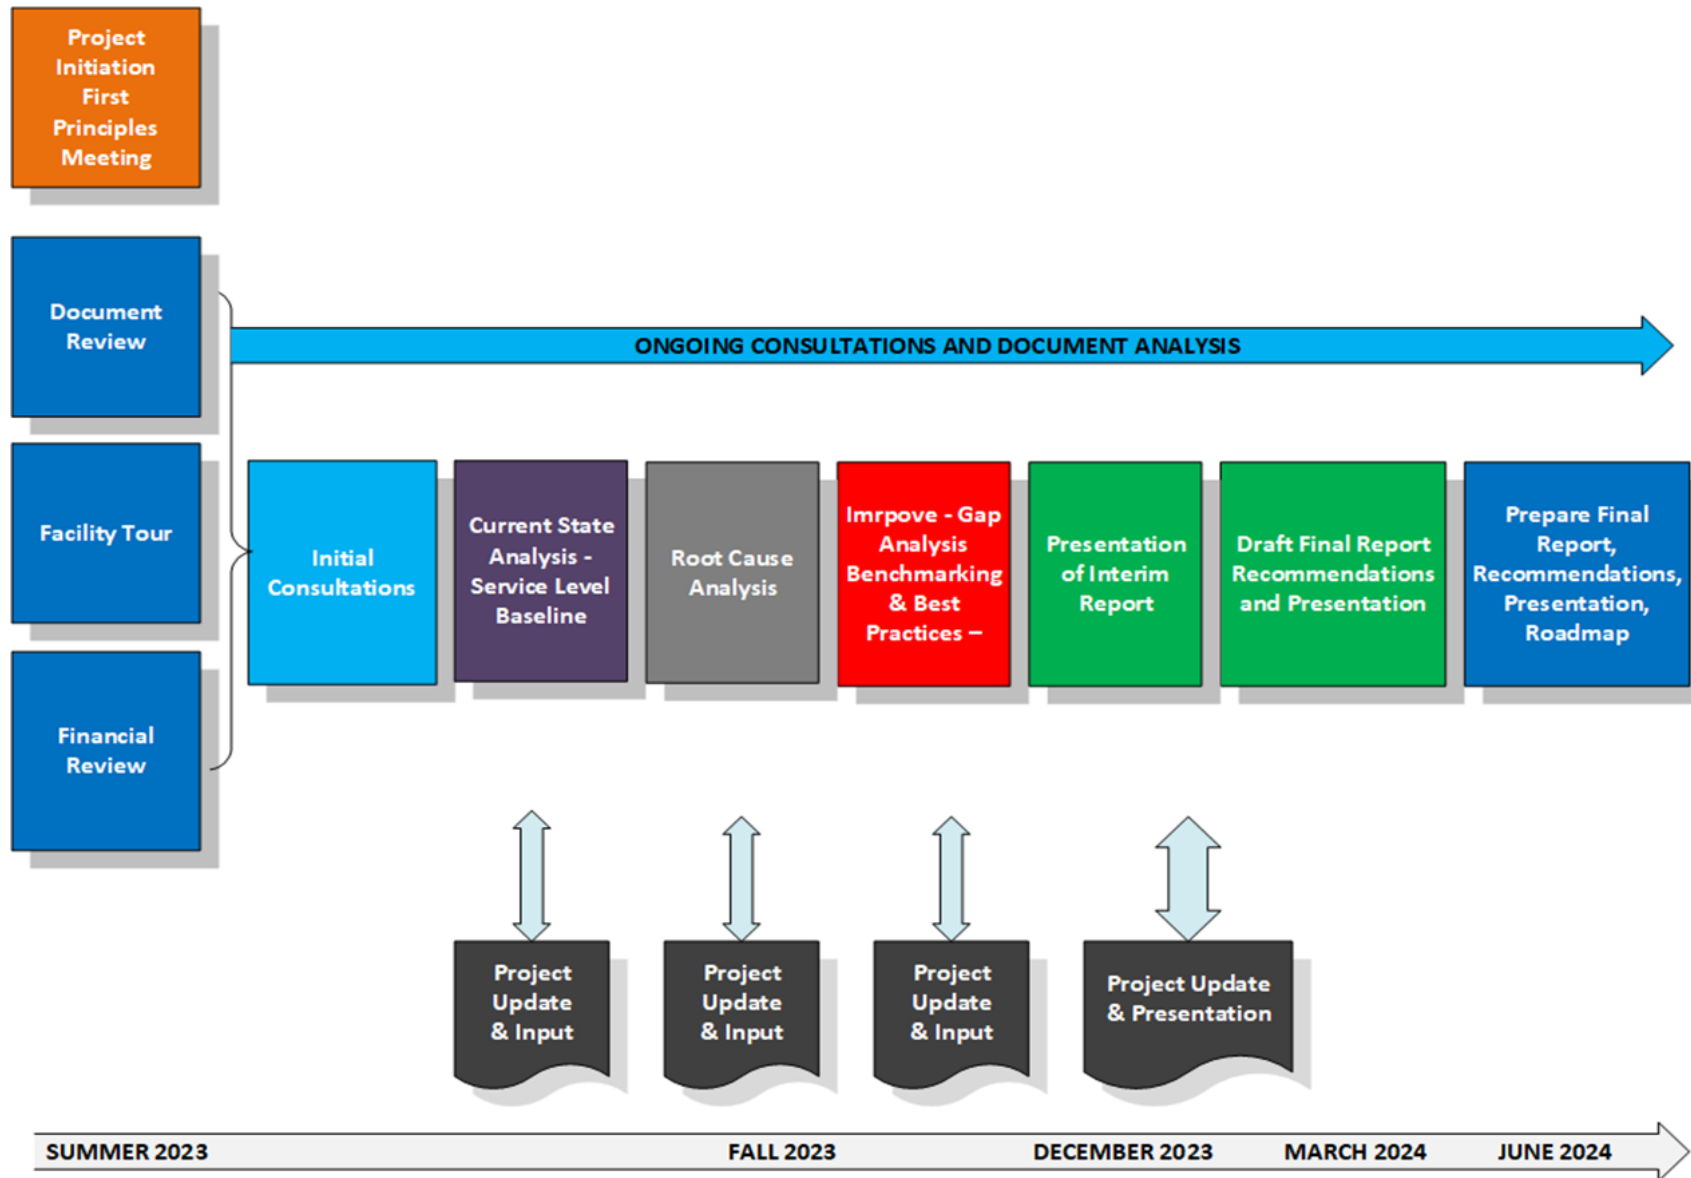 Project
Initiation
First
Principles
Meeting
Document
Review
ONGOING CONSULTATIONS AND DOCUMENT ANALYSIS
Facility Tour
Financial
Review
Initial
Consultations
Current State
Analysis -
Service Level
Baseline
Root Cause
Analysis
Imrpove - Gap
Analysis
Benchmarking
& Best
Practices –
Presentation
of Interim
Report
Draft Final Report
Recommendations
and Presentation
Prepare Final
Report,
Recommendations,
Presentation,
Roadmap
Project
Update
& Input
Project
Update
& Input
Project
Update
& Input
Project Update
& Presentation
SUMMER 2023
FALL 2023
DECEMBER 2023
MARCH 2024
JUNE 2024